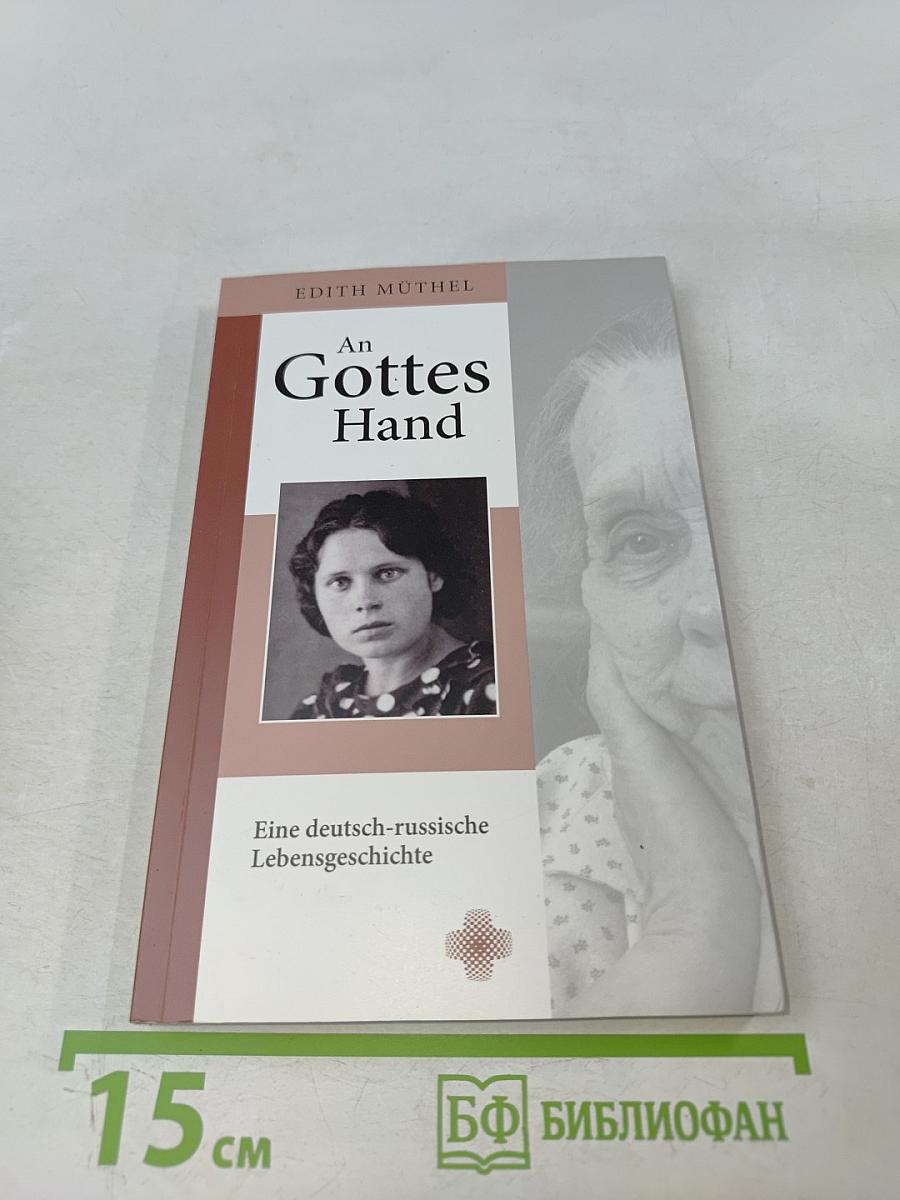 EDITH MÜTHEL
An
Gottes
Hand
Eine deutsch-russische
Lebensgeschichte
15 см
БФ БИБЛИОФАН